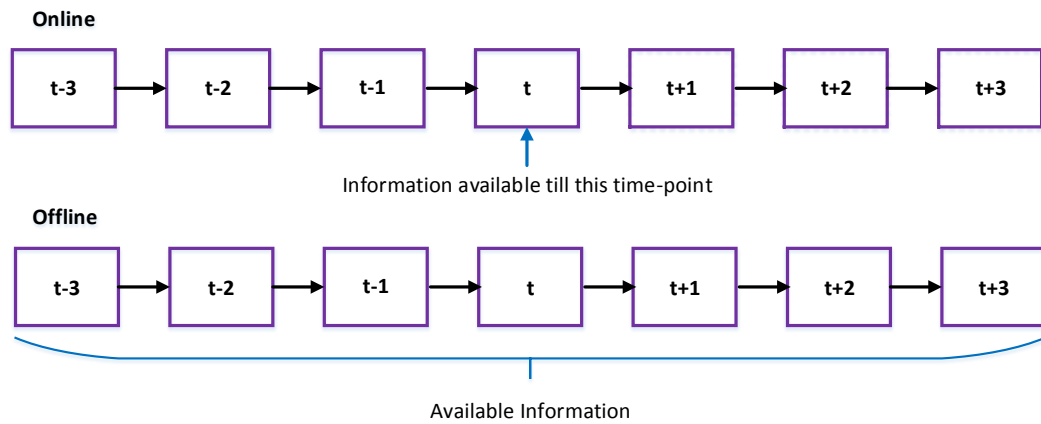 Online
t-3 t-2 t-1 t t+1 t+2 t+3
Information available till this time-point
Offline
t-3 t-2 t-1 t t+1 t+2 t+3
Available Information